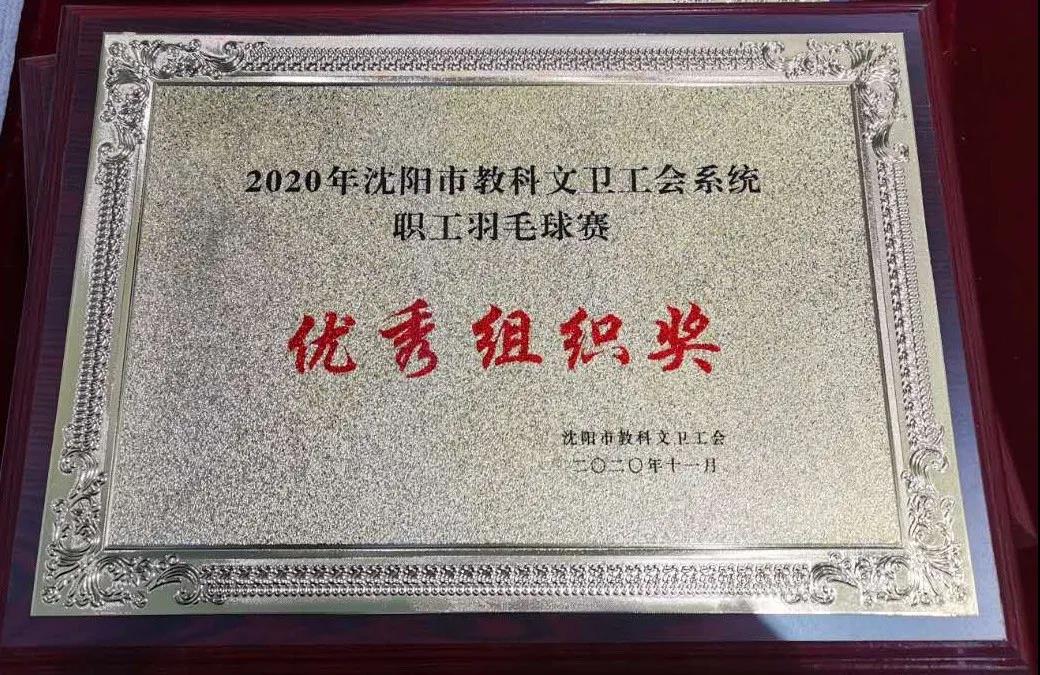 2020年沈阳市教科文卫工会系统
职工羽毛球赛
优秀组织奖
沈阳市教科文卫工会
二〇二〇年十一月